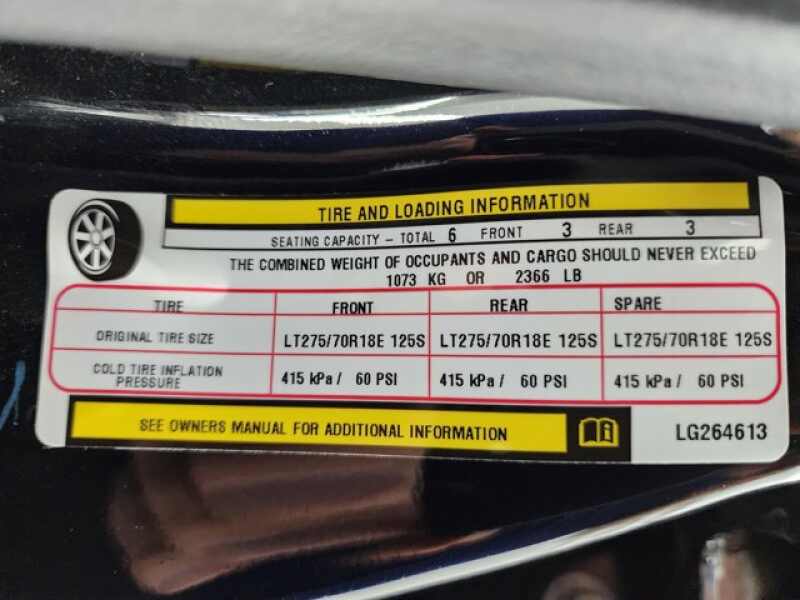 TIRE AND LOADING INFORMATION
SEATING CAPACITY - TOTAL 6 FRONT 3 REAR 3
THE COMBINED WEIGHT OF OCCUPANTS AND CARGO SHOULD NEVER EXCEED
1073 KG OR 2366 LB
TIRE FRONT REAR SPARE
ORIGINAL TIRE SIZE LT275/70R18E 125S LT275/70R18E 125S LT275/70R18E 125S
COLD TIRE INFLATION
PRESSURE 415 kPa / 60 PSI 415 kPa / 60 PSI 415 kPa / 60 PSI
SEE OWNERS MANUAL FOR ADDITIONAL INFORMATION
LG264613